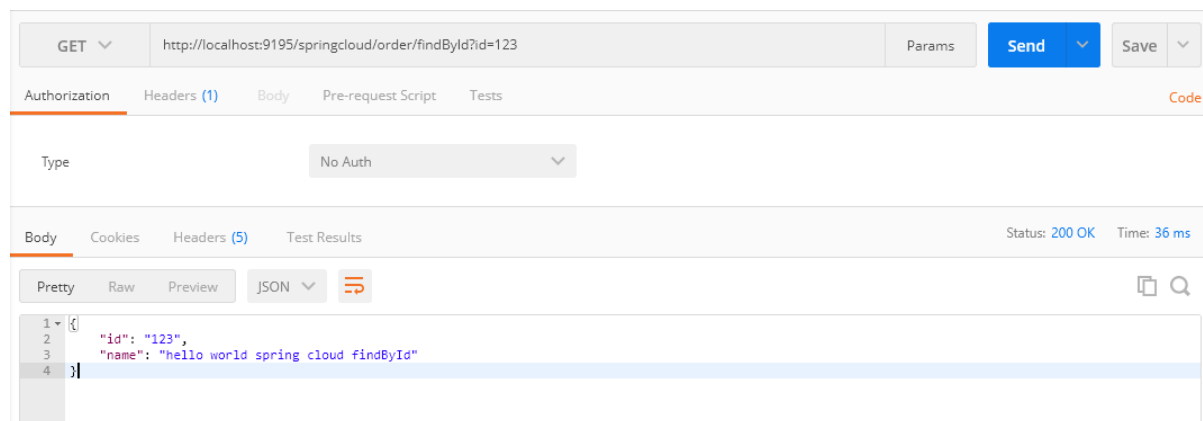 GET http://localhost:9195/springcloud/order/findById?id=123 Params Send Save
Authorization Headers (1) Body Pre-request Script Tests Code
Type No Auth
Body Cookies Headers (5) Test Results Status: 200 OK Time: 36 ms
Pretty Raw Preview JSON
1 {
2 "id": "123",
3 "name": "hello world spring cloud findById"
4 }